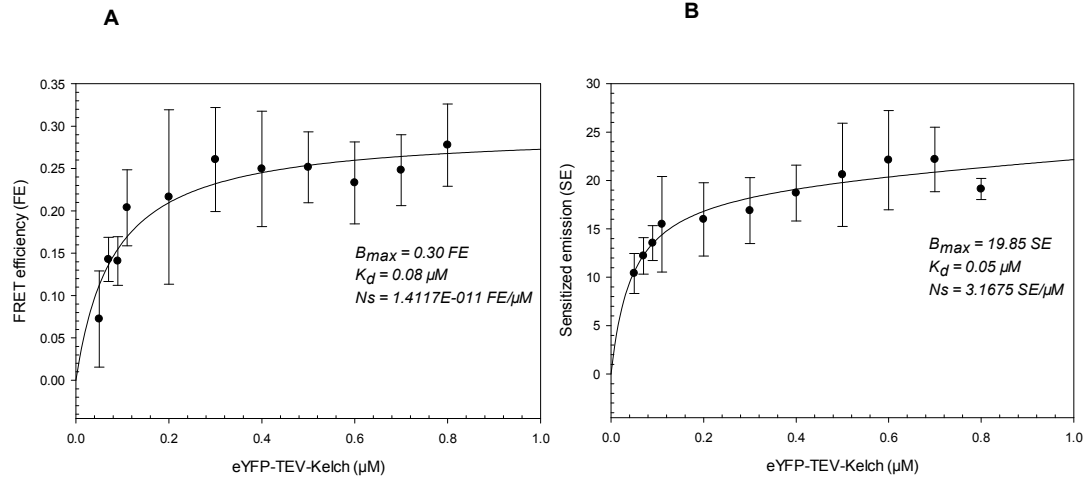 A
B
0.35
0.30
0.25
0.20
0.15
0.10
0.05
0.00
FRET efficiency (FE)
Bmax = 0.30 FE
Kd = 0.08 µM
Ns = 1.4117E-011 FE/µM
0.0 0.2 0.4 0.6 0.8 1.0
eYFP-TEV-Kelch (µM)
30
25
20
15
10
5
0
Sensitized emission (SE)
Bmax = 19.85 SE
Kd = 0.05 µM
Ns = 3.1675 SE/µM
0.0 0.2 0.4 0.6 0.8 1.0
eYFP-TEV-Kelch (µM)